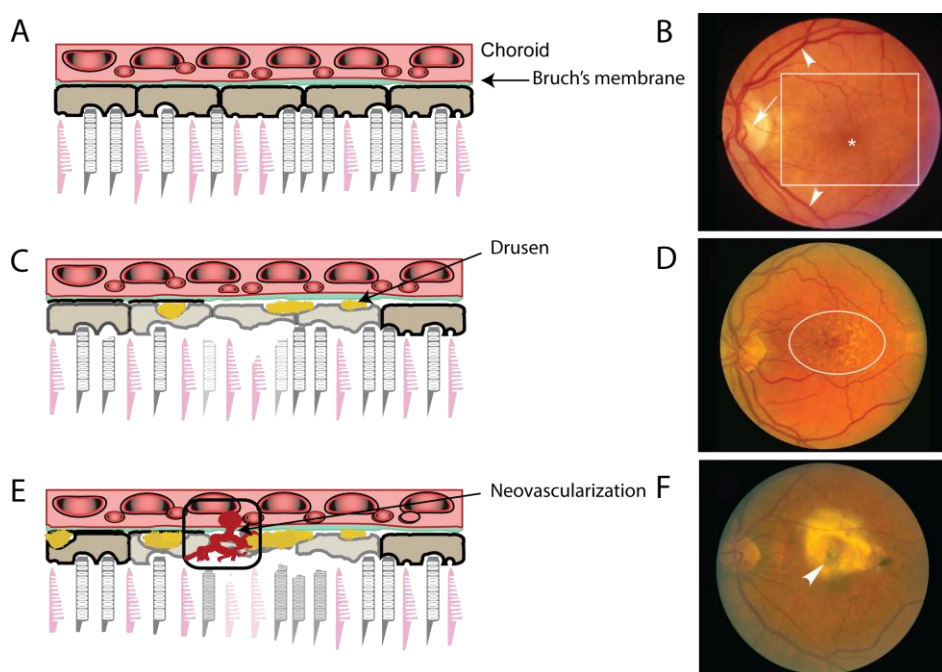 A
Choroid
Bruch's membrane
B
*
C
Drusen
D
E
Neovascularization
F